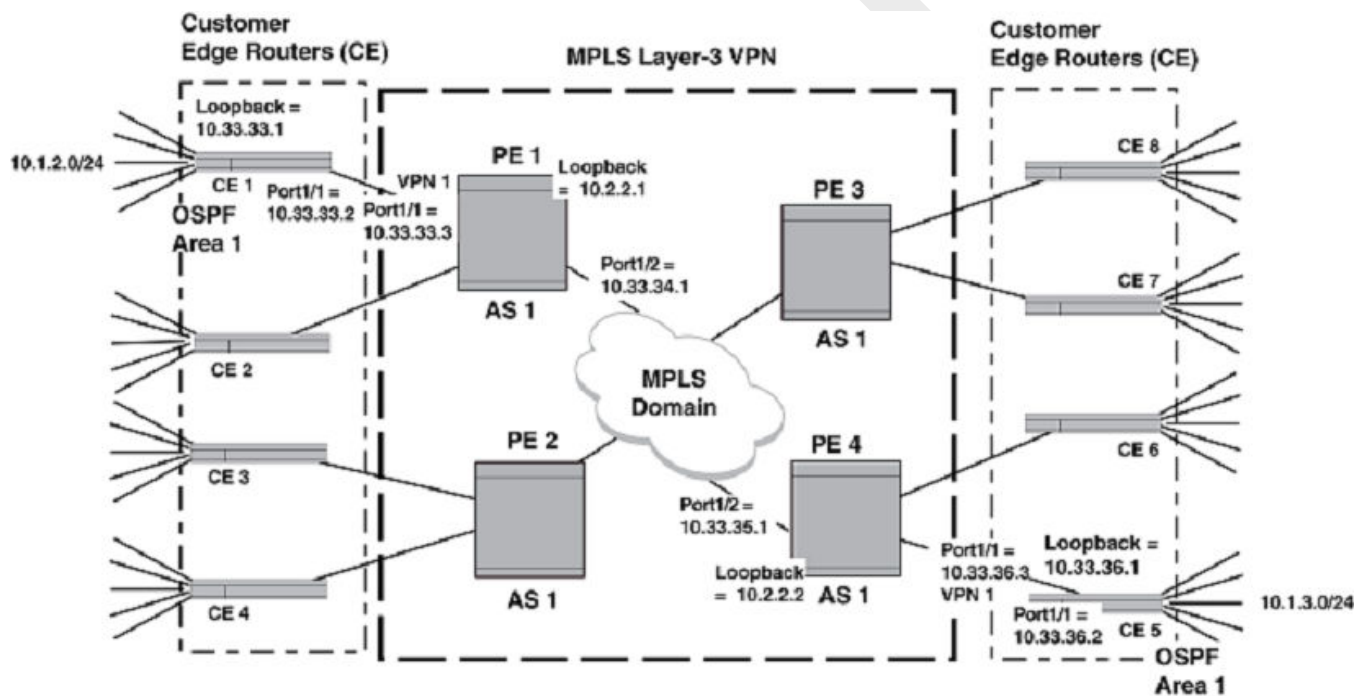 Customer
Edge Routers (CE)
MPLS Layer-3 VPN
Customer
Edge Routers (CE)
Loopback =
10.33.33.1
10.1.2.0/24
CE 1
Port1/1 =
10.33.33.2
OSPF
Area 1
VPN 1
Port1/1 =
10.33.33.3
PE 1
Loopback
= 10.2.2.1
AS 1
Port1/2 =
10.33.34.1
PE 3
AS 1
CE 8
CE 7
CE 2
MPLS
Domain
CE 3
PE 2
AS 1
CE 4
PE 4
Port1/2 =
10.33.35.1
Loopback
= 10.2.2.2
AS 1
CE 6
Port1/1 =
10.33.36.3
VPN 1
Loopback =
10.33.36.1
Port1/1 =
10.33.36.2
CE 5
10.1.3.0/24
OSPF
Area 1